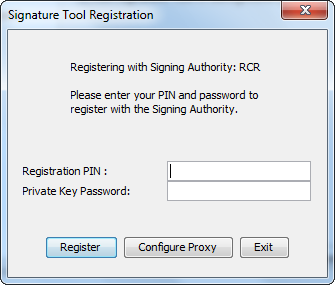 Signature Tool Registration
Registering with Signing Authority: RCR
Please enter your PIN and password to
register with the Signing Authority.
Registration PIN :
Private Key Password:
Register Configure Proxy Exit